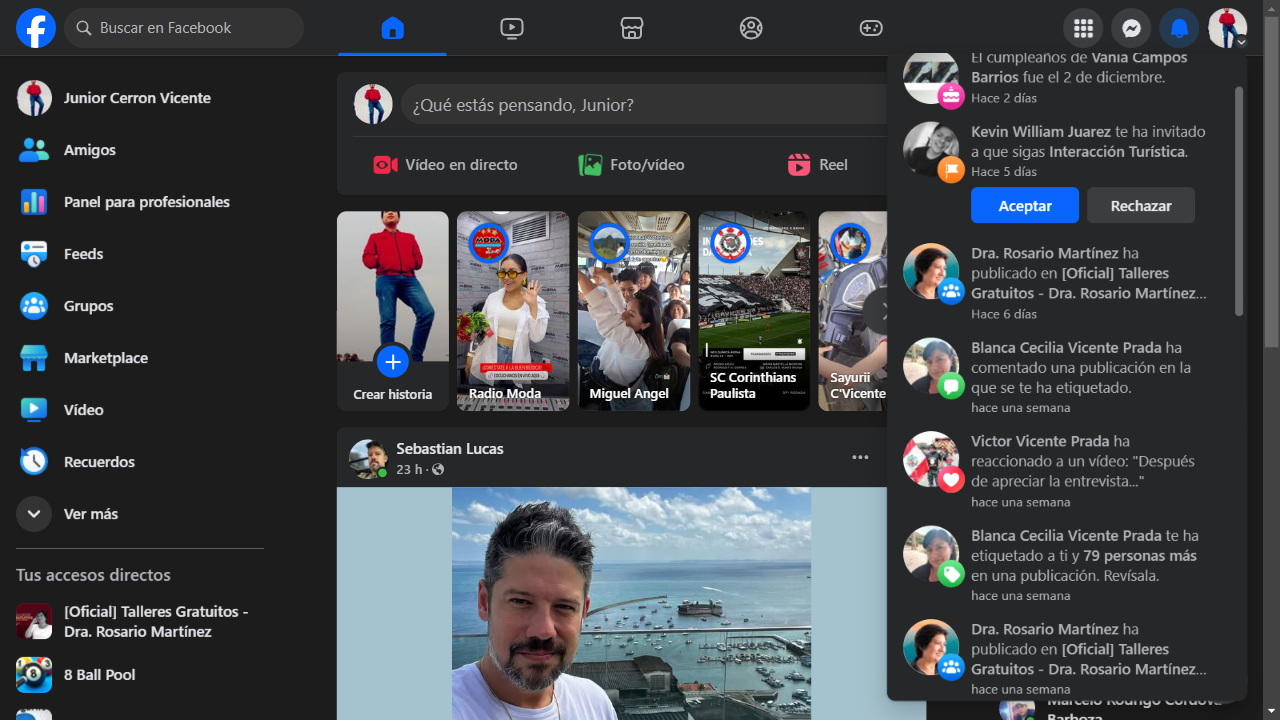 Buscar en Facebook
Junior Cerron Vicente
Amigos
Panel para profesionales
Feeds
Grupos
Marketplace
Vídeo
Recuerdos
Ver más
Tus accesos directos
[Oficial] Talleres Gratuitos -
Dra. Rosario Martínez
8 Ball Pool
¿Qué estás pensando, Junior?
Vídeo en directo
Foto/vídeo
Reel
Crear historia
MODA
Radio Moda
Miguel Angel
SC Corinthians
Paulista
Sayurii
C'Vicente
Sebastian Lucas
23 h ·
El cumpleaños de Vania Campos
Barrios fue el 2 de diciembre.
Hace 2 días
Kevin William Juarez te ha invitado
a que sigas Interacción Turística.
Hace 5 días
Aceptar
Rechazar
Dra. Rosario Martínez ha
publicado en [Oficial] Talleres
Gratuitos - Dra. Rosario Martínez...
Hace 6 días
Blanca Cecilia Vicente Prada ha
comentado una publicación en la
que se te ha etiquetado.
hace una semana
Victor Vicente Prada ha
reaccionado a un vídeo: "Después
de apreciar la entrevista..."
hace una semana
Blanca Cecilia Vicente Prada te ha
etiquetado a ti y 79 personas más
en una publicación. Revísala.
hace una semana
Dra. Rosario Martínez ha
publicado en [Oficial] Talleres
Gratuitos - Dra. Rosario Martínez...
hace una semana
Marcelo Rodrigo Cordova
Barboza